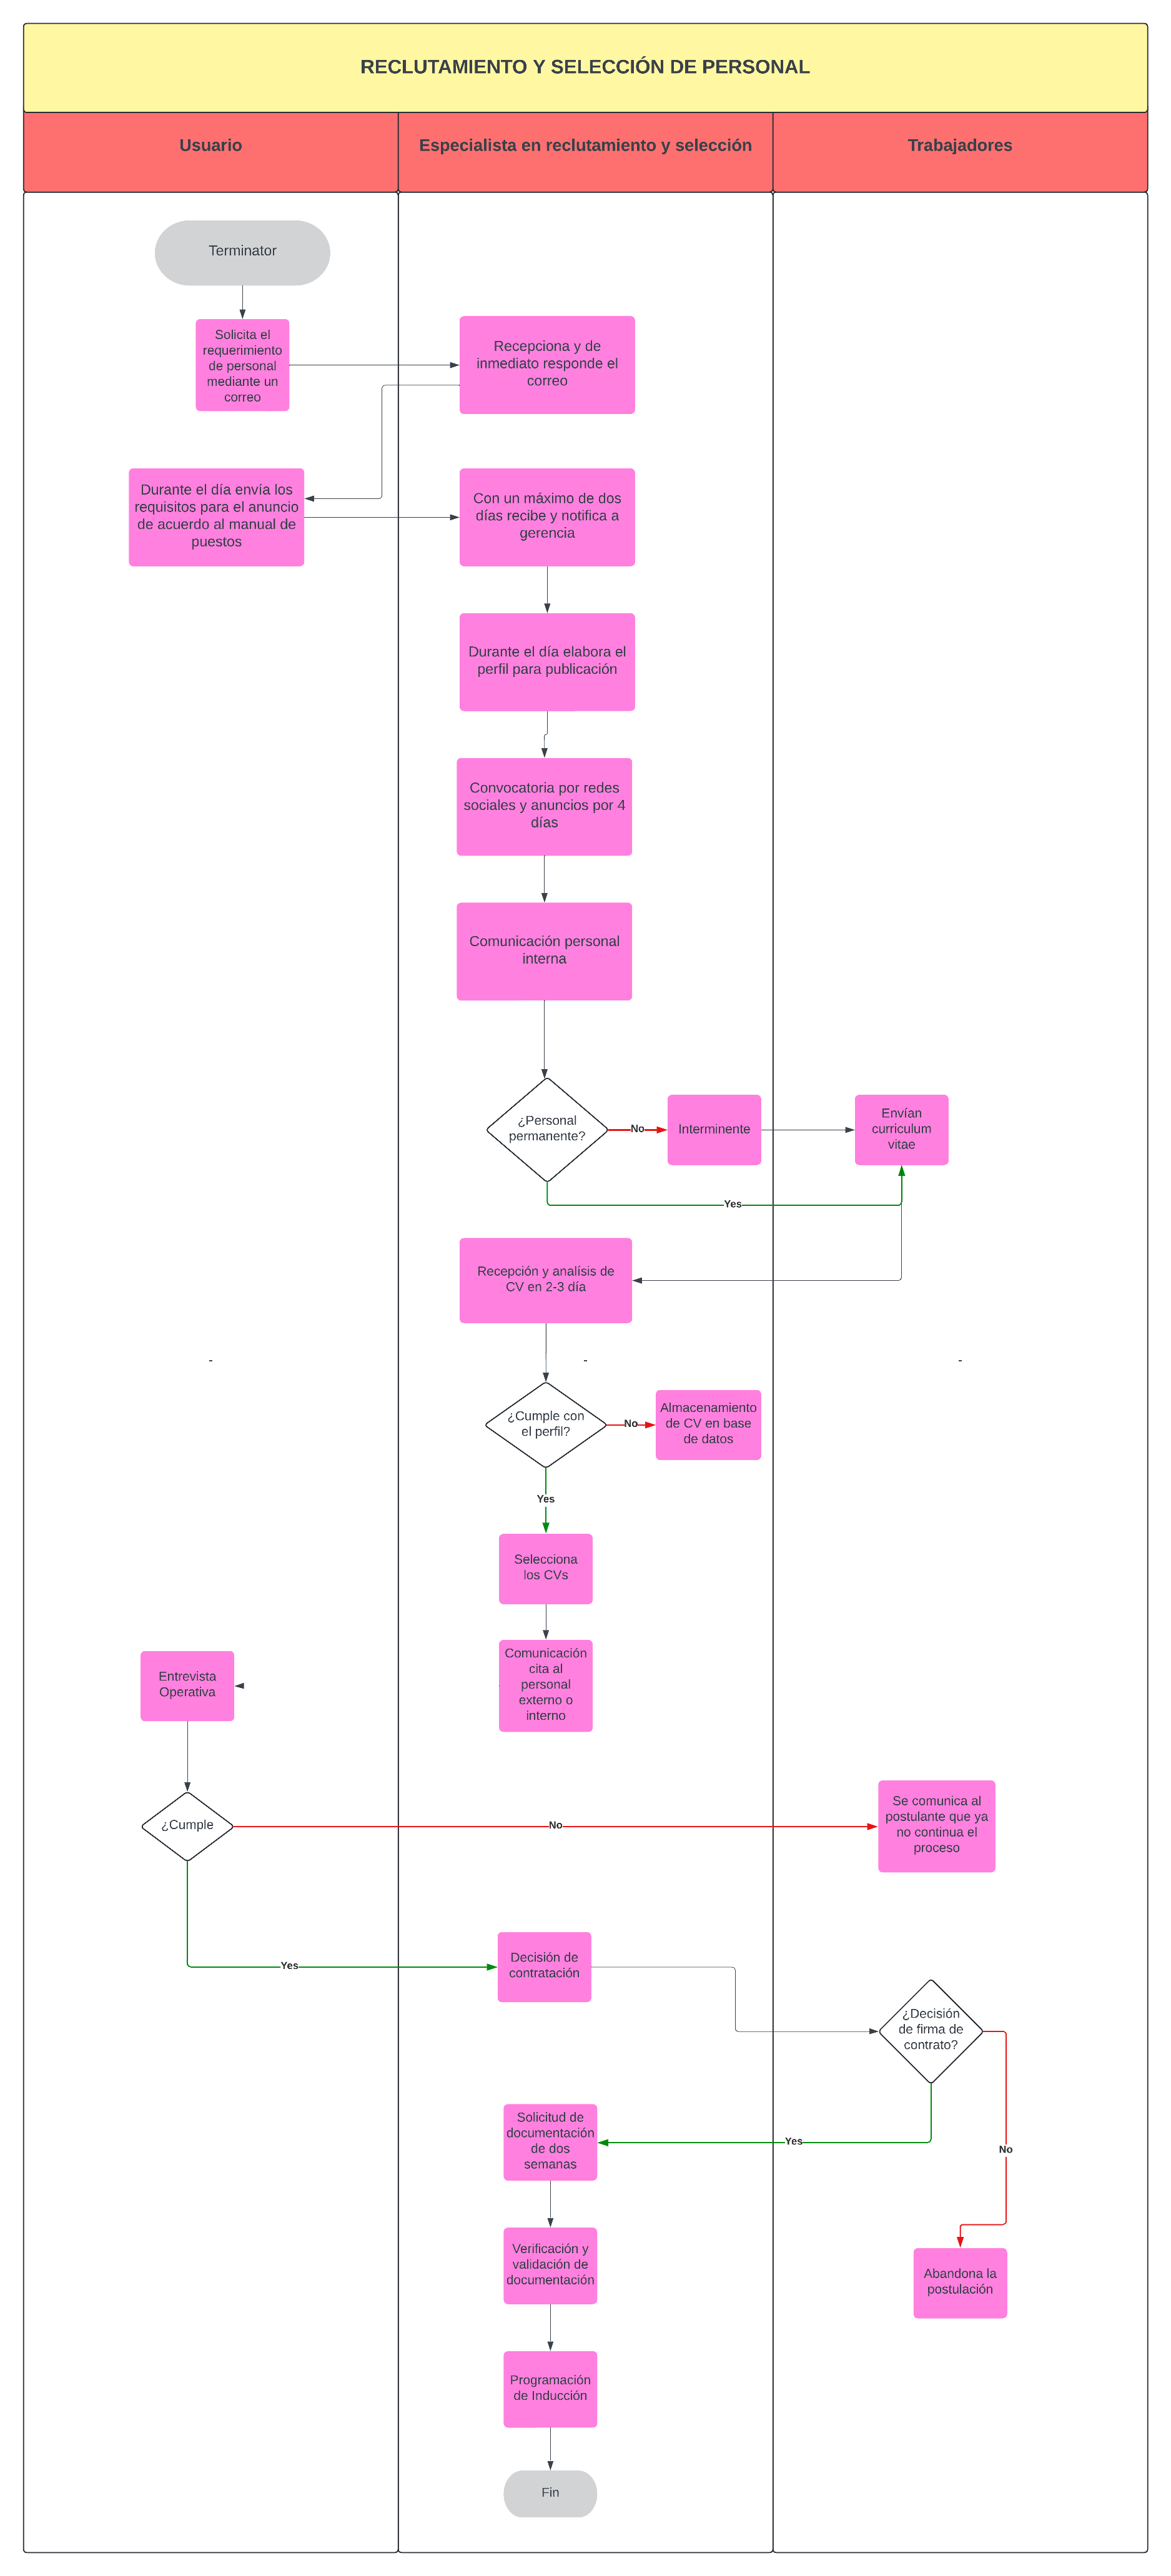 RECLUTAMIENTO Y SELECCIÓN DE PERSONAL
Usuario
Especialista en reclutamiento y selección
Trabajadores
Terminator
Solicita el
requerimiento
de personal
mediante un
correo
Recepciona y de
inmediato responde el
correo
Durante el día envía los
requisitos para el anuncio
de acuerdo al manual de
puestos
Con un máximo de dos
días recibe y notifica a
gerencia
Durante el día elabora el
perfil para publicación
Convocatoria por redes
sociales y anuncios por 4
días
Comunicación personal
interna
¿Personal
permanente?
No
Interminente
Envían
curriculum
vitae
Yes
Recepción y analísis de
CV en 2-3 día
-
-
-
¿Cumple con
el perfil?
No
Almacenamiento
de CV en base
de datos
Yes
Selecciona
los CVs
Comunicación
cita al
personal
externo o
interno
Entrevista
Operativa
¿Cumple
No
Se comunica al
postulante que ya
no continua el
proceso
Yes
Decisión de
contratación
¿Decisión
de firma de
contrato?
Yes
No
Solicitud de
documentación
de dos
semanas
Verificación y
validación de
documentación
Abandona la
postulación
Programación
de Inducción
Fin